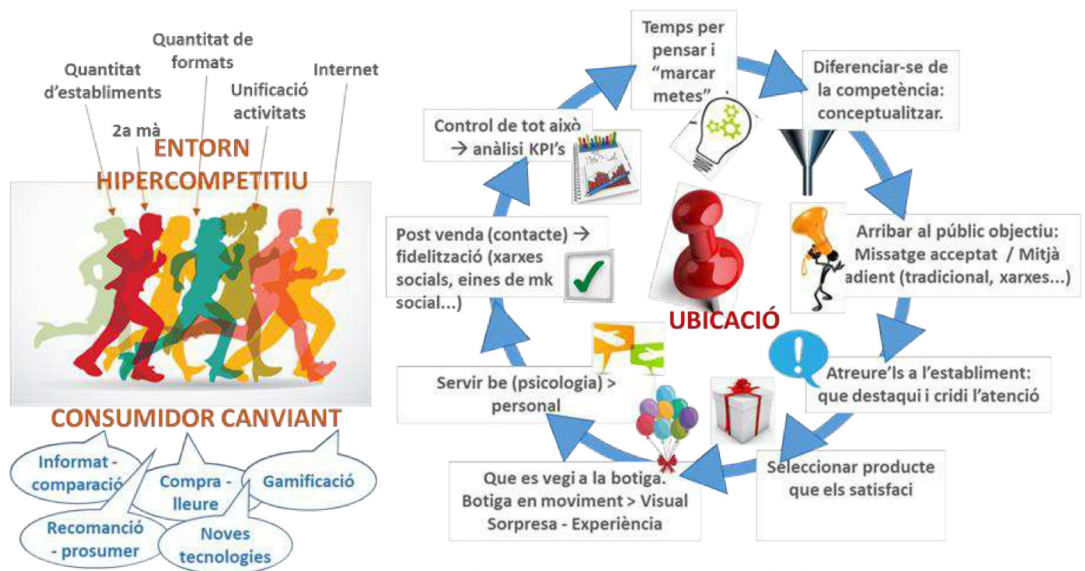 Quantitat de
formats
Quantitat
d'establiments
Internet
Unificació
activitats
2a mà
ENTORN
HIPERCOMPETITIU
CONSUMIDOR CANVIANT
Informat -
comparació
Compra -
lleure
Gamificació
Recomanció
- prosumer
Noves
tecnologies
Temps per
pensar i
“marcar
metes”
Diferenciar-se de
la competència:
conceptualitzar.
Arribar al públic objectiu:
Missatge acceptat / Mitjà
adient (tradicional, xarxes...)
Atreure’ls a l’establiment:
que destaqui i cridi l’atenció
Seleccionar producte
que els satisfaci
Que es vegi a la botiga.
Botiga en moviment > Visual
Sorpresa - Experiència
Servir be (psicologia) >
personal
Post venda (contacte) →
fidelització (xarxes
socials, eines de mk
social...)
Control de tot això
→ anàlisi KPI’s
UBICACIÓ